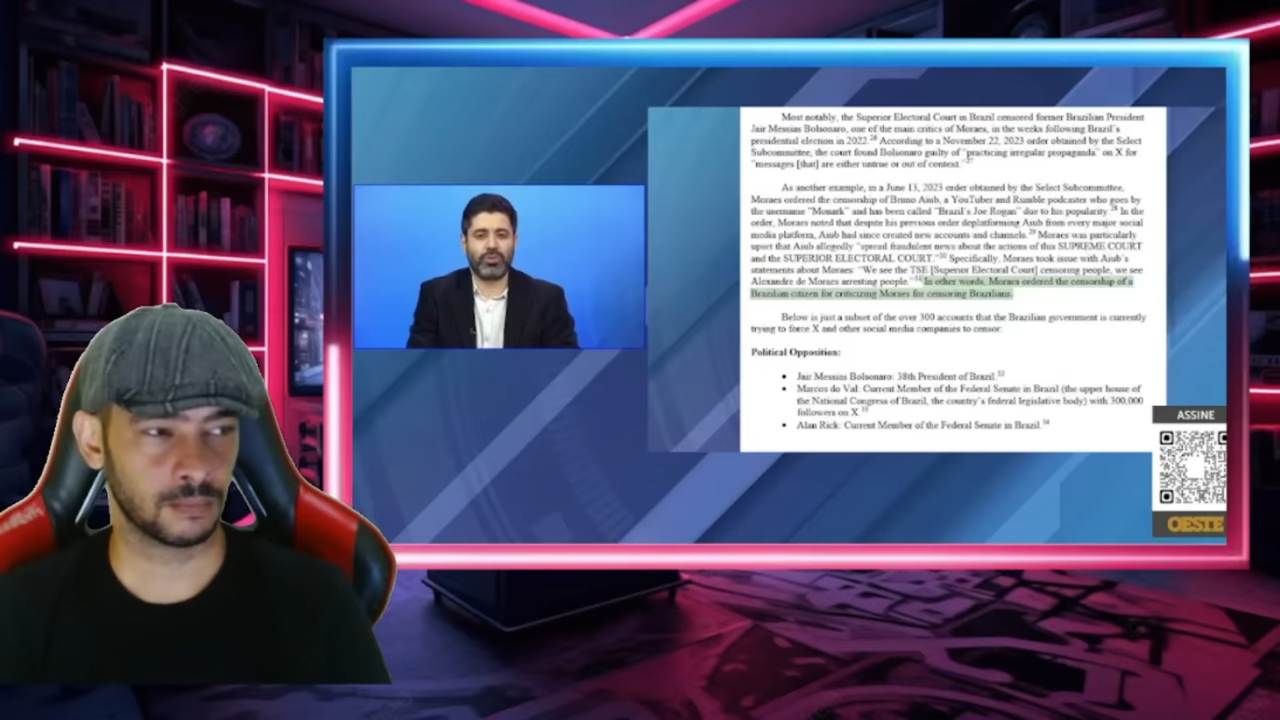 Most notably, the Superior Electoral Court in Brazil censored former Brazilian President
Jair Messias Bolsonaro, one of the main critics of Moraes, in the weeks following Brazil's
presidential election in 2022. According to a November 22, 2023 order obtained by the Select
Subcommittee, the court found Bolsonaro guilty of "practicing irregular propaganda" on X for
"messages [that] are either untrue or out of context."27
As another example, in a June 13, 2023 order obtained by the Select Subcommittee,
Moraes ordered the censorship of Bruno Aiub, a YouTuber and Rumble podcaster who goes by
the username "Monark" and has been called "Brazil's Joe Rogan" due to his popularity.28 In the
order, Moraes noted that despite his previous order deplatforming Aiub from every major social
media platform, Aiub had since created new accounts and channels.29 Moraes was particularly
upset that Aiub allegedly "spread fraudulent news about the actions of this SUPREME COURT
and the SUPERIOR ELECTORAL COURT."30 Specifically, Moraes took issue with Aiub's
statements about Moraes: "We see the TSE [Superior Electoral Court] censoring people, we see
Alexandre de Moraes arresting people."31 In other words, Moraes ordered the censorship of a
Brazilian citizen for criticizing Moraes for censoring Brazilians.
Below is just a subset of the over 300 accounts that the Brazilian government is currently
trying to force X and other social media companies to censor:
Political Opposition:
• Jair Messias Bolsonaro: 38th President of Brazil.32
• Marcos do Val: Current Member of the Federal Senate in Brazil (the upper house of
the National Congress of Brazil, the country's federal legislative body) with 300,000
followers on X.33
• Alan Rick: Current Member of the Federal Senate in Brazil.34
ASSINE
OESTE